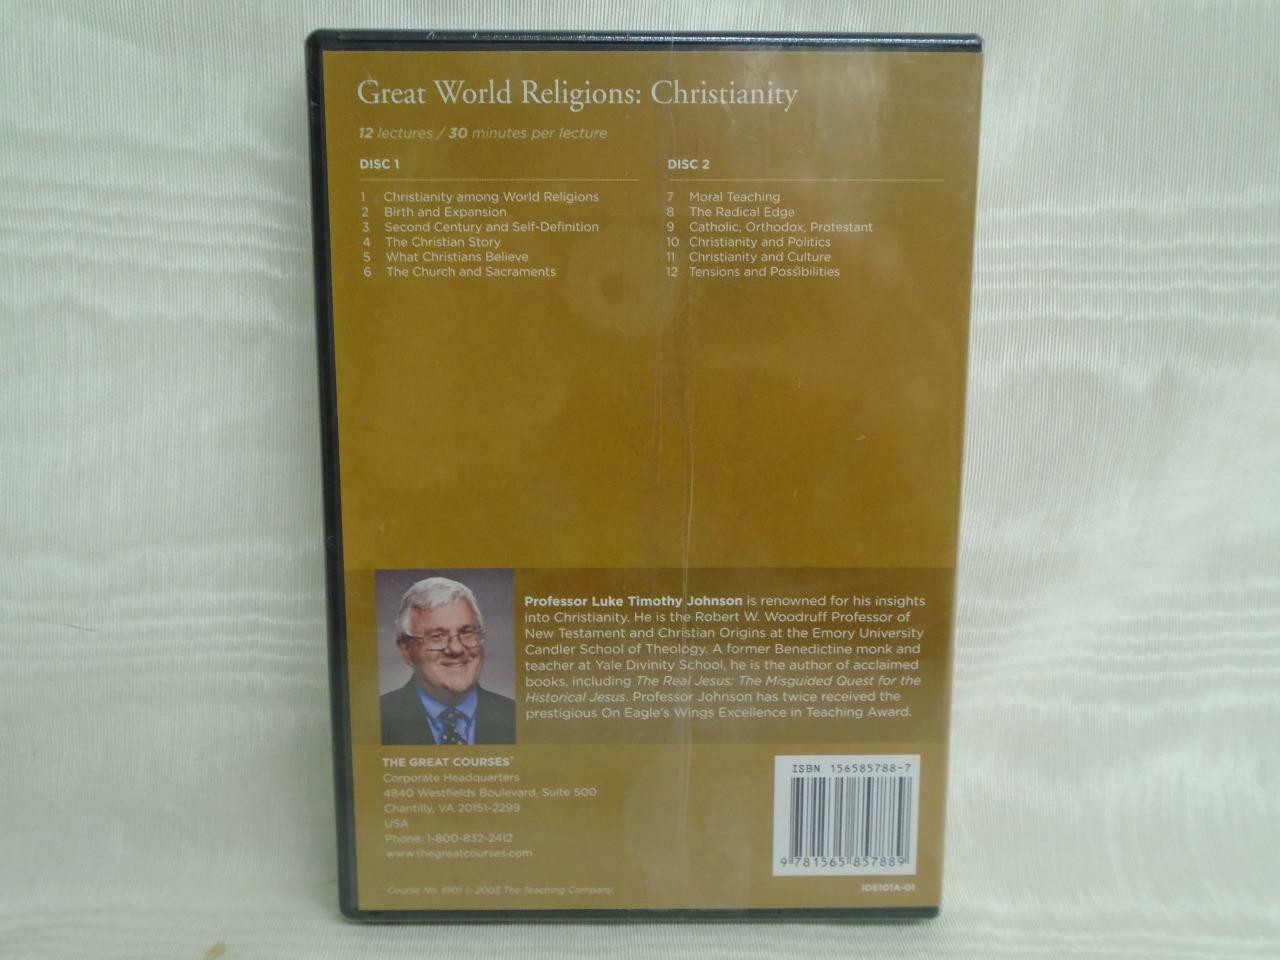 Great World Religions: Christianity
12 lectures / 30 minutes per lecture
DISC 1
1 Christianity among World Religions
2 Birth and Expansion
3 Second Century and Self-Definition
4 The Christian Story
5 What Christians Believe
6 The Church and Sacraments
DISC 2
7 Moral Teaching
8 The Radical Edge
9 Catholic, Orthodox, Protestant
10 Christianity and Politics
11 Christianity and Culture
12 Tensions and Possibilities
Professor Luke Timothy Johnson is renowned for his insights
into Christianity. He is the Robert W. Woodruff Professor of
New Testament and Christian Origins at the Emory University
Candler School of Theology. A former Benedictine monk and
teacher at Yale Divinity School, he is the author of acclaimed
books, including The Real Jesus: The Misguided Quest for the
Historical Jesus. Professor Johnson has twice received the
prestigious On Eagle's Wings Excellence in Teaching Award.
THE GREAT COURSES®
Corporate Headquarters
4840 Westfields Boulevard, Suite 500
Chantilly, VA 20151-2299
USA
Phone: 1-800-832-2412
www.thegreatcourses.com
Course No. 6101 © 2003 The Teaching Company.
ISBN 156585788-7
9 781565 857889
ID6101A-01